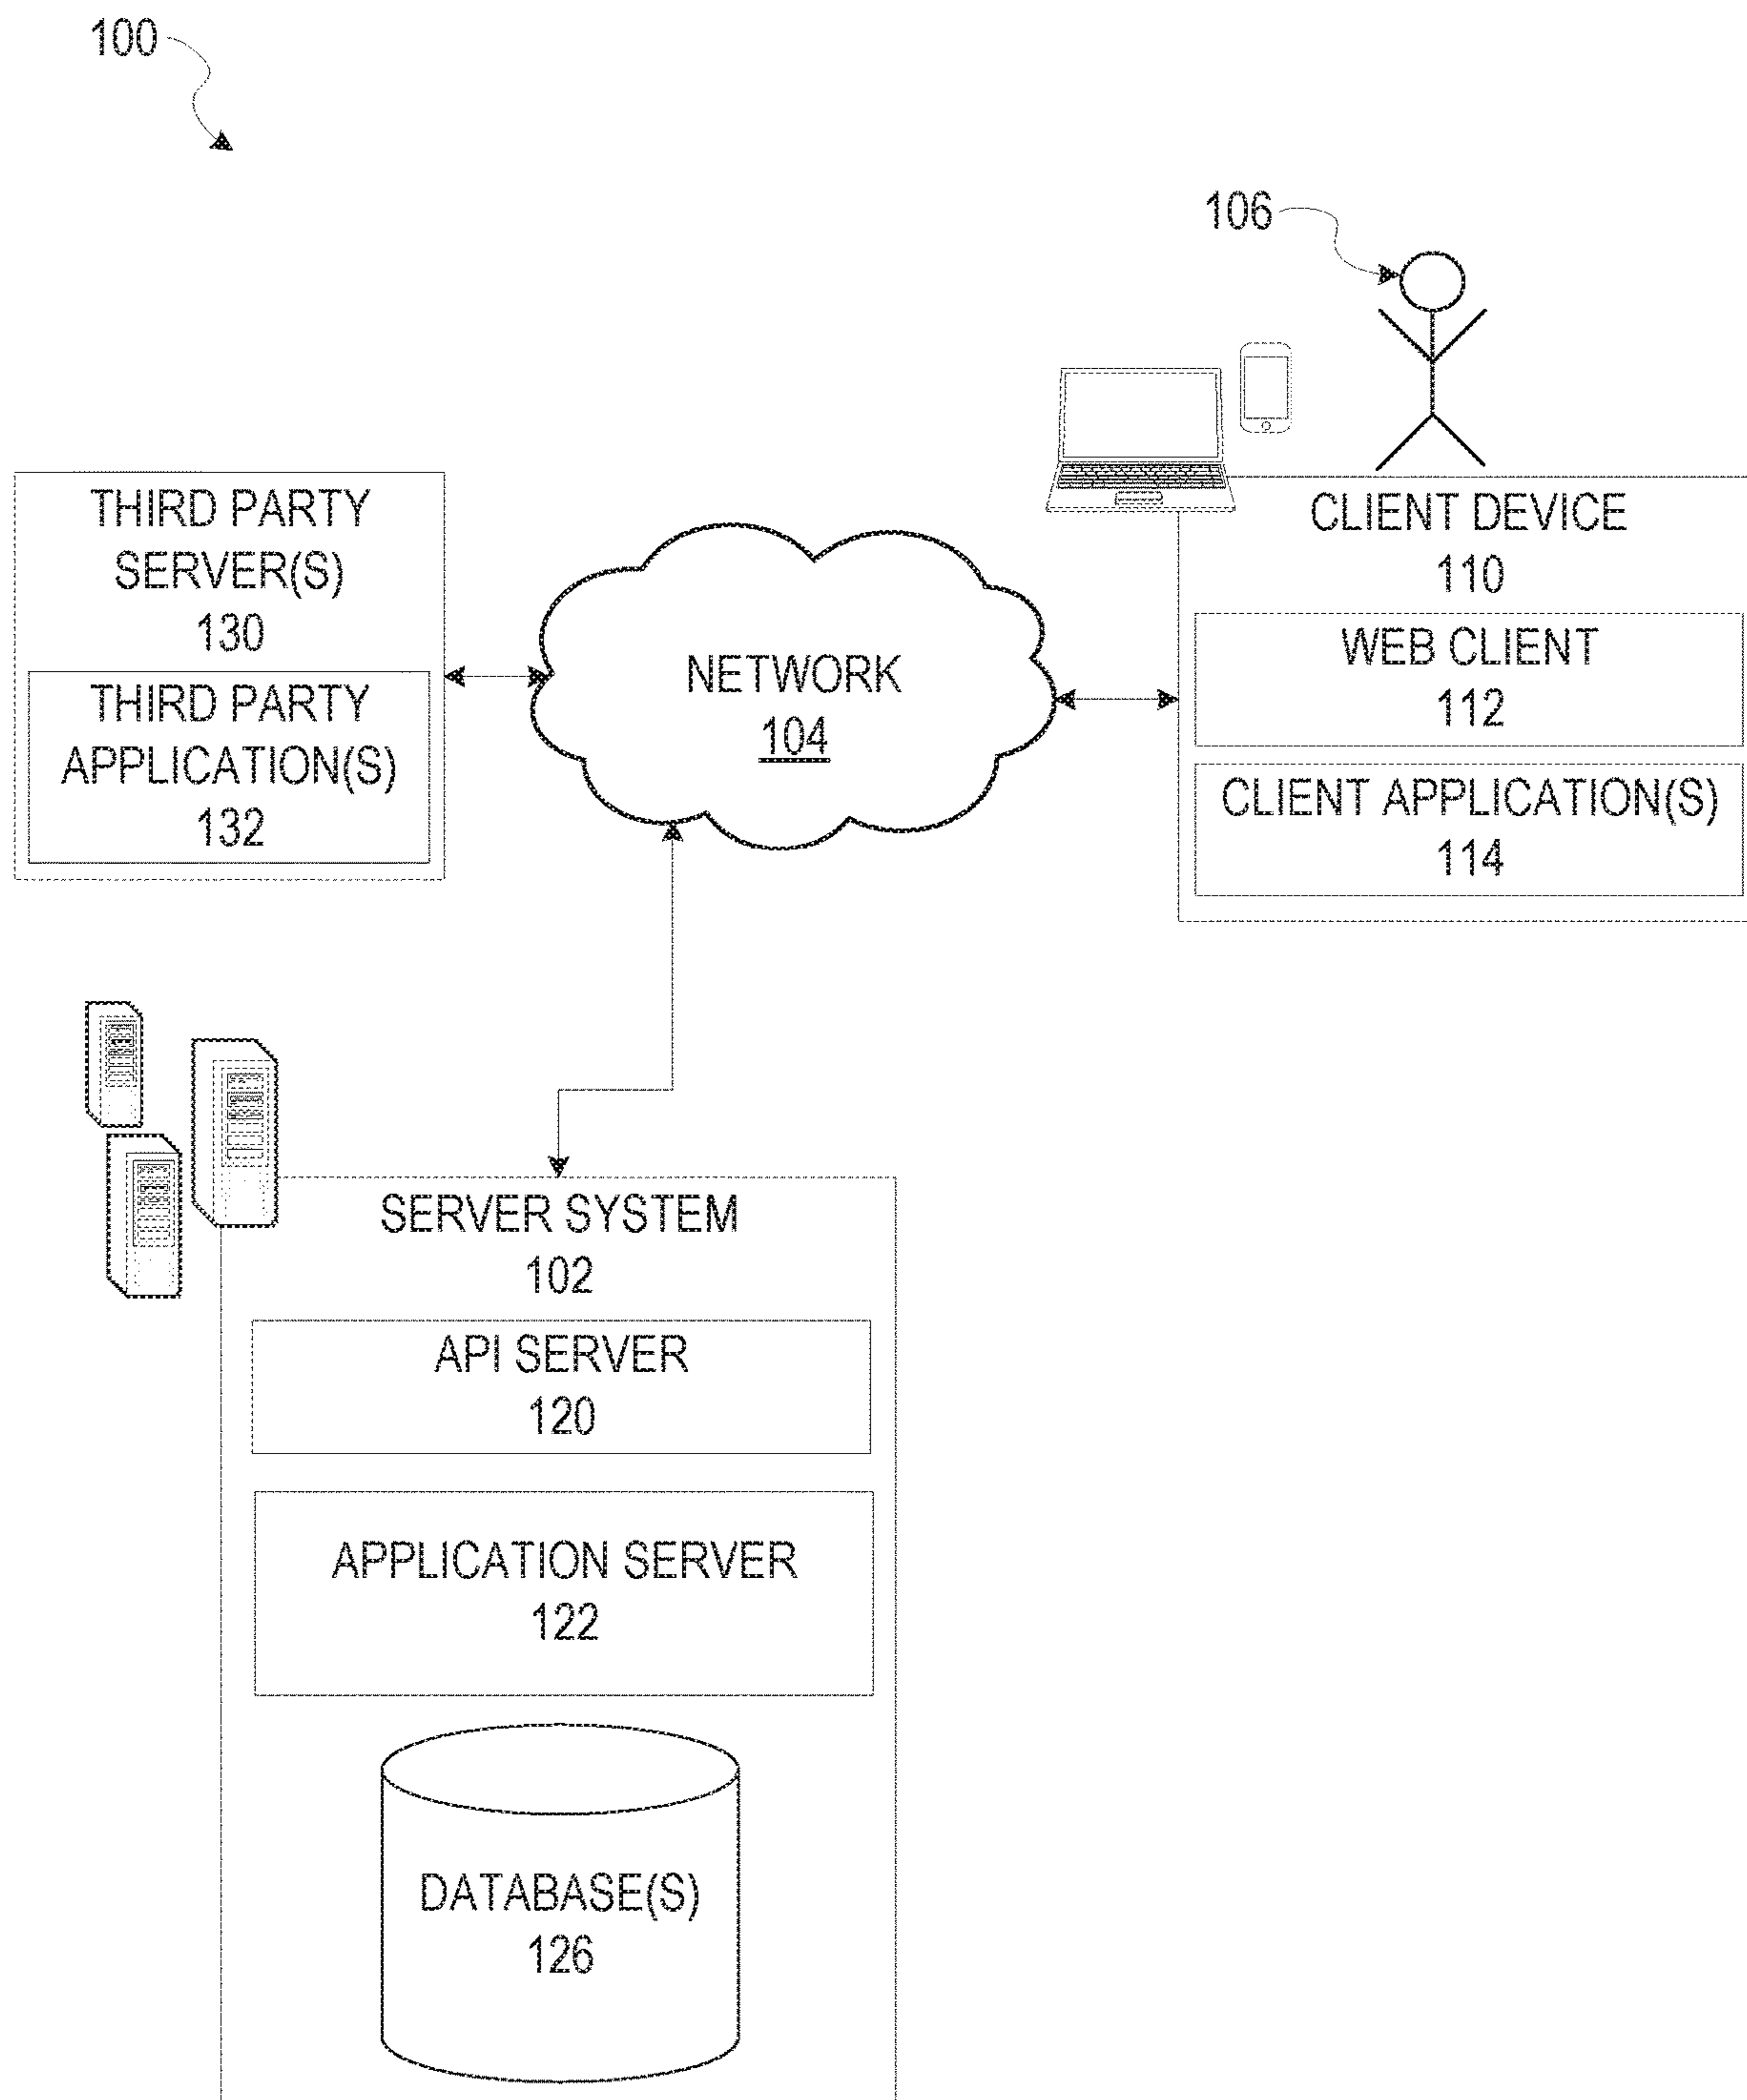 100
106
THIRD PARTY
SERVER(S)
130
THIRD PARTY
APPLICATION(S)
132
NETWORK
104
CLIENT DEVICE
110
WEB CLIENT
112
CLIENT APPLICATION(S)
114
SERVER SYSTEM
102
API SERVER
120
APPLICATION SERVER
122
DATABASE(S)
126